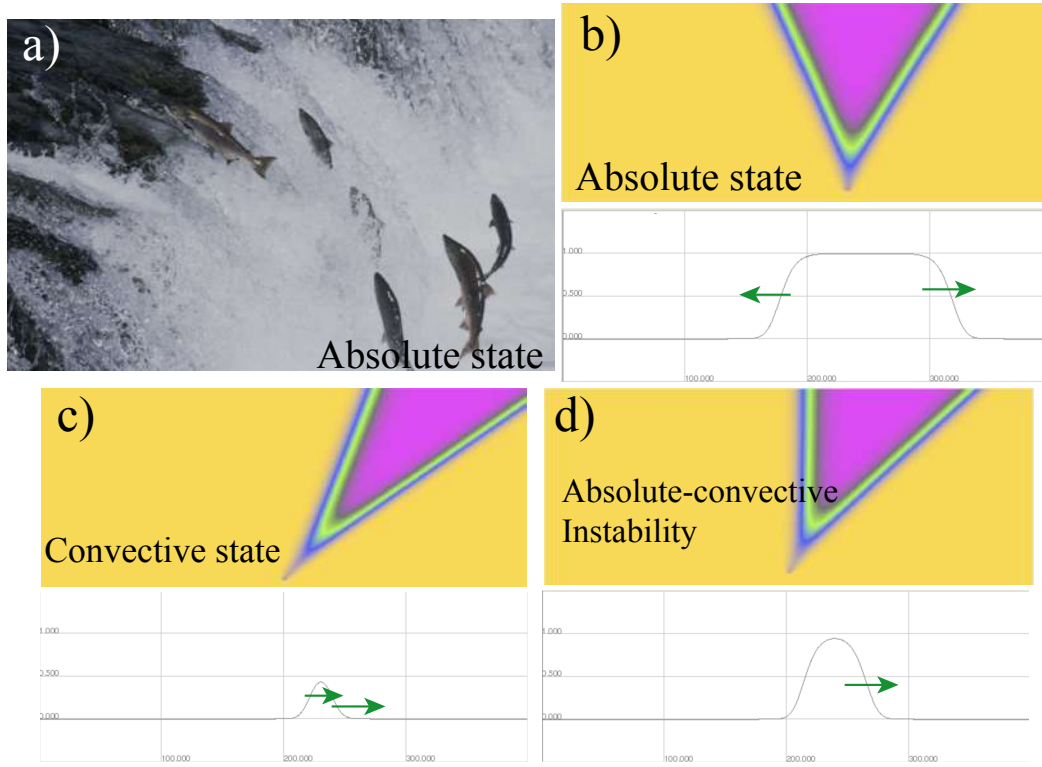 a)
Absolute state
b)
Absolute state
1.000
0.500
0.000
100.000 200.000 300.000
c)
Convective state
1.000
0.500
0.000
100.000 200.000 300.000
d)
Absolute-convective
Instability
1.000
0.500
0.000
100.000 200.000 300.000